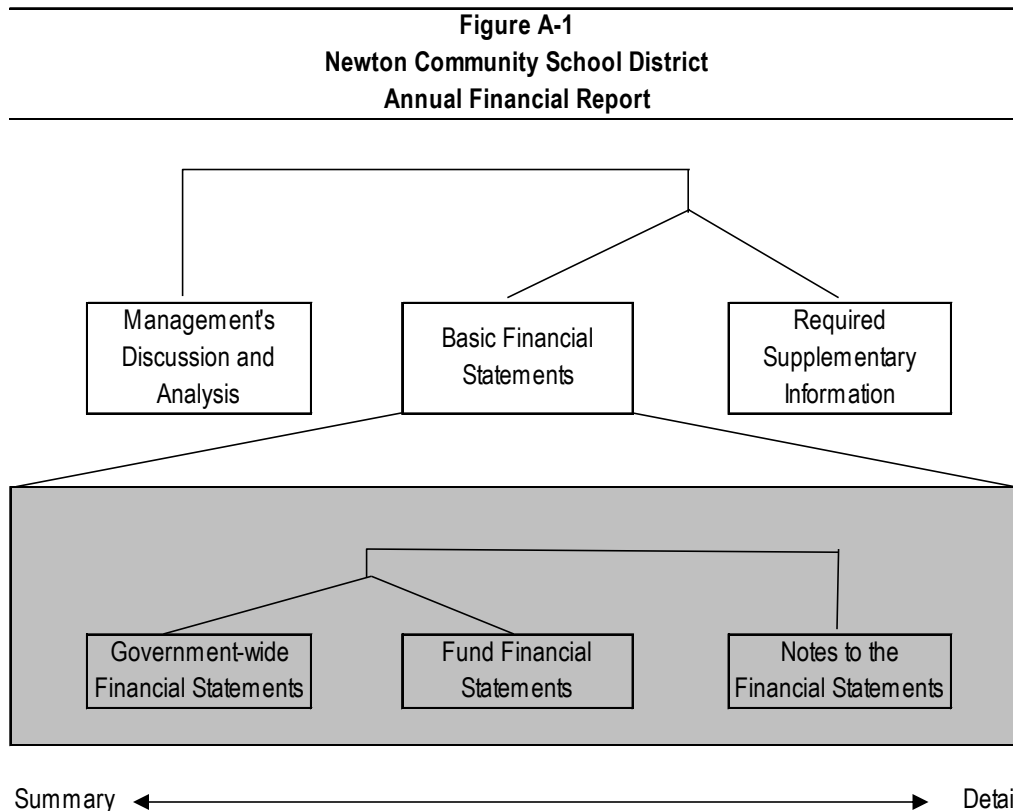 Figure A-1
Newton Community School District
Annual Financial Report
Management's
Discussion and
Analysis
Basic Financial
Statements
Required
Supplementary
Information
Government-wide
Financial Statements
Fund Financial
Statements
Notes to the
Financial Statements
Summary
Detai